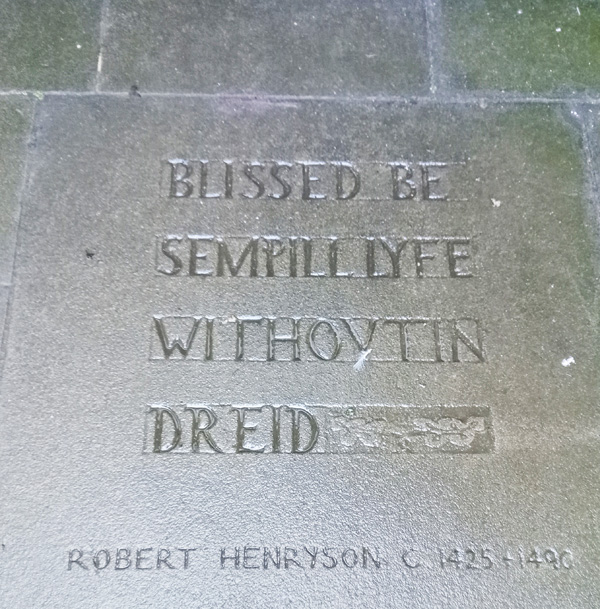 BLISSED BE
SEMPILL LYFE
WITHOVTIN
DREID
ROBERT HENRYSON C 1425-1490